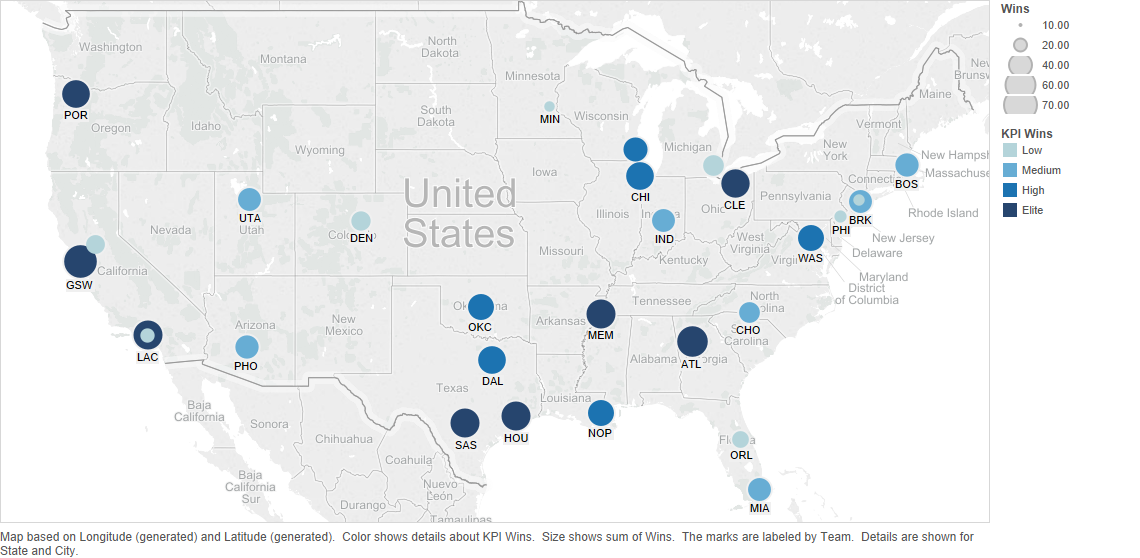 Washington
Montana
North
Dakota
Minnesota
Oregon
Idaho
South
Dakota
Wisconsin
Michigan
Wyoming
Iowa
Nevada
Utah
United
States
Illinois
Ohio
Pennsylvania
New
York
Vermont
Maine
New
Brunsw
New Hampsh
Massachuse
Connecti
Rhode Island
New Jersey
Delaware
Maryland
District
of Columbia
West
Virginia
Virgini
Kentucky
Missouri
California
Arizona
New
Mexico
Arkansas
Tennessee
North
Carolina
Alabama
Texas
Louisiana
Baja
California
Sonora
Chihuahua
Coahuila
Baja
California
Sur
Nuevo
León
Durango
Tamaulipas
POR
MIN
CHI
CLE
BOS
BRK
PHI
WAS
IND
UTA
DEN
GSW
LAC
PHO
OKC
DAL
MEM
ATL
CHO
SAS
HOU
NOP
ORL
MIA
Wins
10.00
20.00
40.00
60.00
70.00
KPI Wins
Low
Medium
High
Elite
Map based on Longitude (generated) and Latitude (generated).  Color shows details about KPI Wins.  Size shows sum of Wins.  The marks are labeled by Team.  Details are shown for
State and City.